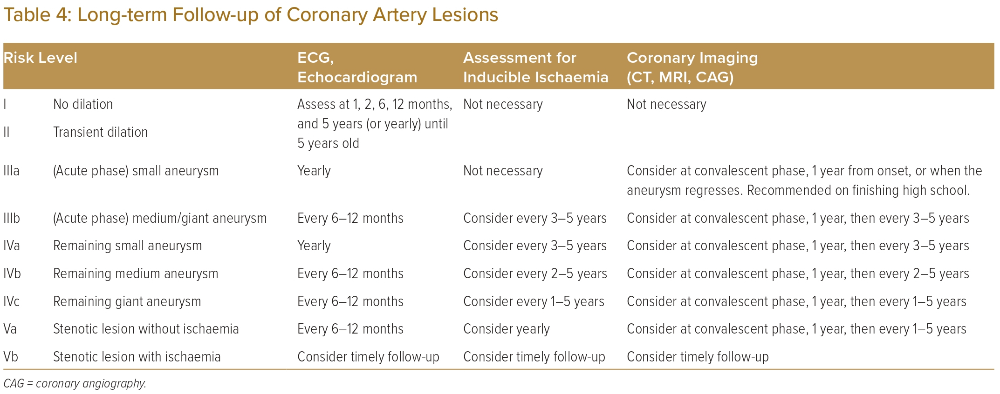 Table 4: Long-term Follow-up of Coronary Artery Lesions
Risk Level ECG, Echocardiogram Assessment for Inducible Ischaemia Coronary Imaging (CT, MRI, CAG)
I No dilation Assess at 1, 2, 6, 12 months, and 5 years (or yearly) until 5 years old Not necessary Not necessary
II Transient dilation
IIIa (Acute phase) small aneurysm Yearly Not necessary Consider at convalescent phase, 1 year from onset, or when the aneurysm regresses. Recommended on finishing high school.
IIIb (Acute phase) medium/giant aneurysm Every 6–12 months Consider every 3–5 years Consider at convalescent phase, 1 year, then every 3–5 years
IVa Remaining small aneurysm Yearly Consider every 3–5 years Consider at convalescent phase, 1 year, then every 3–5 years
IVb Remaining medium aneurysm Every 6–12 months Consider every 2–5 years Consider at convalescent phase, 1 year, then every 2–5 years
IVc Remaining giant aneurysm Every 6–12 months Consider every 1–5 years Consider at convalescent phase, 1 year, then every 1–5 years
Va Stenotic lesion without ischaemia Every 6–12 months Consider yearly Consider at convalescent phase, 1 year, then every 1–5 years
Vb Stenotic lesion with ischaemia Consider timely follow-up Consider timely follow-up Consider timely follow-up
CAG = coronary angiography.